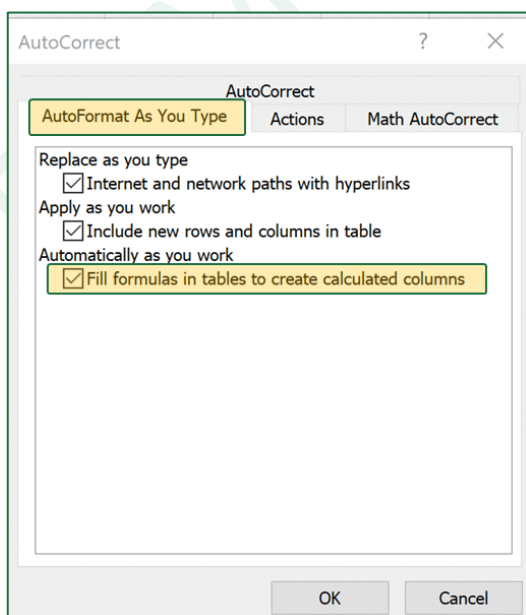 AutoCorrect ?
AutoCorrect
AutoFormat As You Type Actions Math AutoCorrect
Replace as you type
Internet and network paths with hyperlinks
Apply as you work
Include new rows and columns in table
Automatically as you work
Fill formulas in tables to create calculated columns
OK Cancel